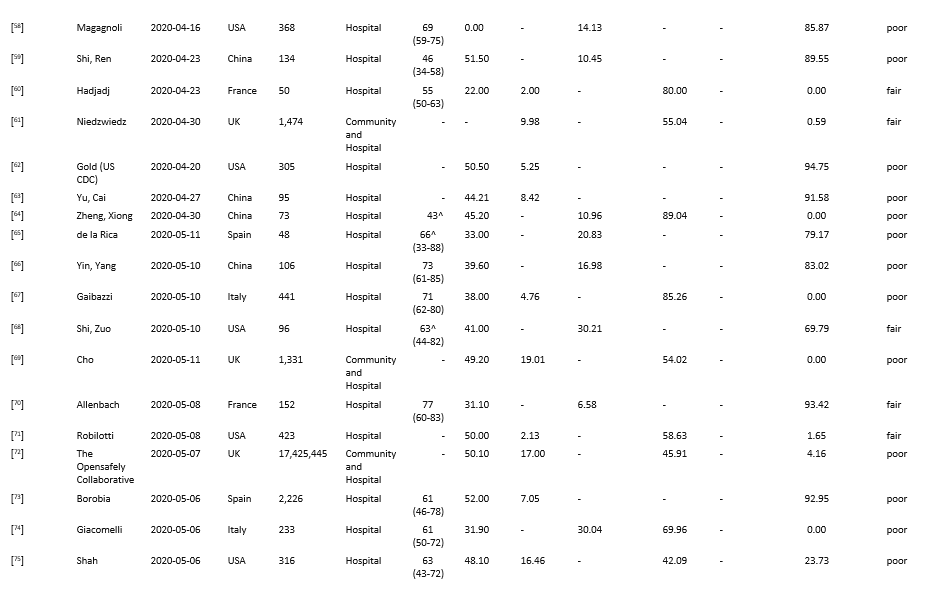 [58] Magagnoli 2020-04-16 USA 368 Hospital 69 0.00 - 14.13 - - 85.87 poor
(59-75)
[59] Shi, Ren 2020-04-23 China 134 Hospital 46 51.50 - 10.45 - - 89.55 poor
(34-58)
[60] Hadjadj 2020-04-23 France 50 Hospital 55 22.00 2.00 - 80.00 - 0.00 fair
(50-63)
[61] Niedzwiedz 2020-04-30 UK 1,474 Community - - 9.98 - 55.04 - 0.59 fair
and
Hospital
[62] Gold (US 2020-04-20 USA 305 Hospital - 50.50 5.25 - - - 94.75 poor
CDC)
[63] Yu, Cai 2020-04-27 China 95 Hospital - 44.21 8.42 - - - 91.58 poor
[64] Zheng, Xiong 2020-04-30 China 73 Hospital 43^ 45.20 - 10.96 89.04 - 0.00 poor
[65] de la Rica 2020-05-11 Spain 48 Hospital 66^ 33.00 - 20.83 - - 79.17 poor
(33-88)
[66] Yin, Yang 2020-05-10 China 106 Hospital 73 39.60 - 16.98 - - 83.02 poor
(61-85)
[67] Gaibazzi 2020-05-10 Italy 441 Hospital 71 38.00 4.76 - 85.26 - 0.00 poor
(62-80)
[68] Shi, Zuo 2020-05-10 USA 96 Hospital 63^ 41.00 - 30.21 - - 69.79 fair
(44-82)
[69] Cho 2020-05-11 UK 1,331 Community - 49.20 19.01 - 54.02 - 0.00 poor
and
Hospital
[70] Allenbach 2020-05-08 France 152 Hospital 77 31.10 - 6.58 - - 93.42 fair
(60-83)
[71] Robilotti 2020-05-08 USA 423 Hospital - 50.00 2.13 - 58.63 - 1.65 fair
[72] The 2020-05-07 UK 17,425,445 Community - 50.10 17.00 - 45.91 - 4.16 poor
Opensafely and
Collaborative Hospital
[73] Borobia 2020-05-06 Spain 2,226 Hospital 61 52.00 7.05 - - - 92.95 poor
(46-78)
[74] Giacomelli 2020-05-06 Italy 233 Hospital 61 31.90 - 30.04 69.96 - 0.00 poor
(50-72)
[75] Shah 2020-05-06 USA 316 Hospital 63 48.10 16.46 - 42.09 - 23.73 poor
(43-72)